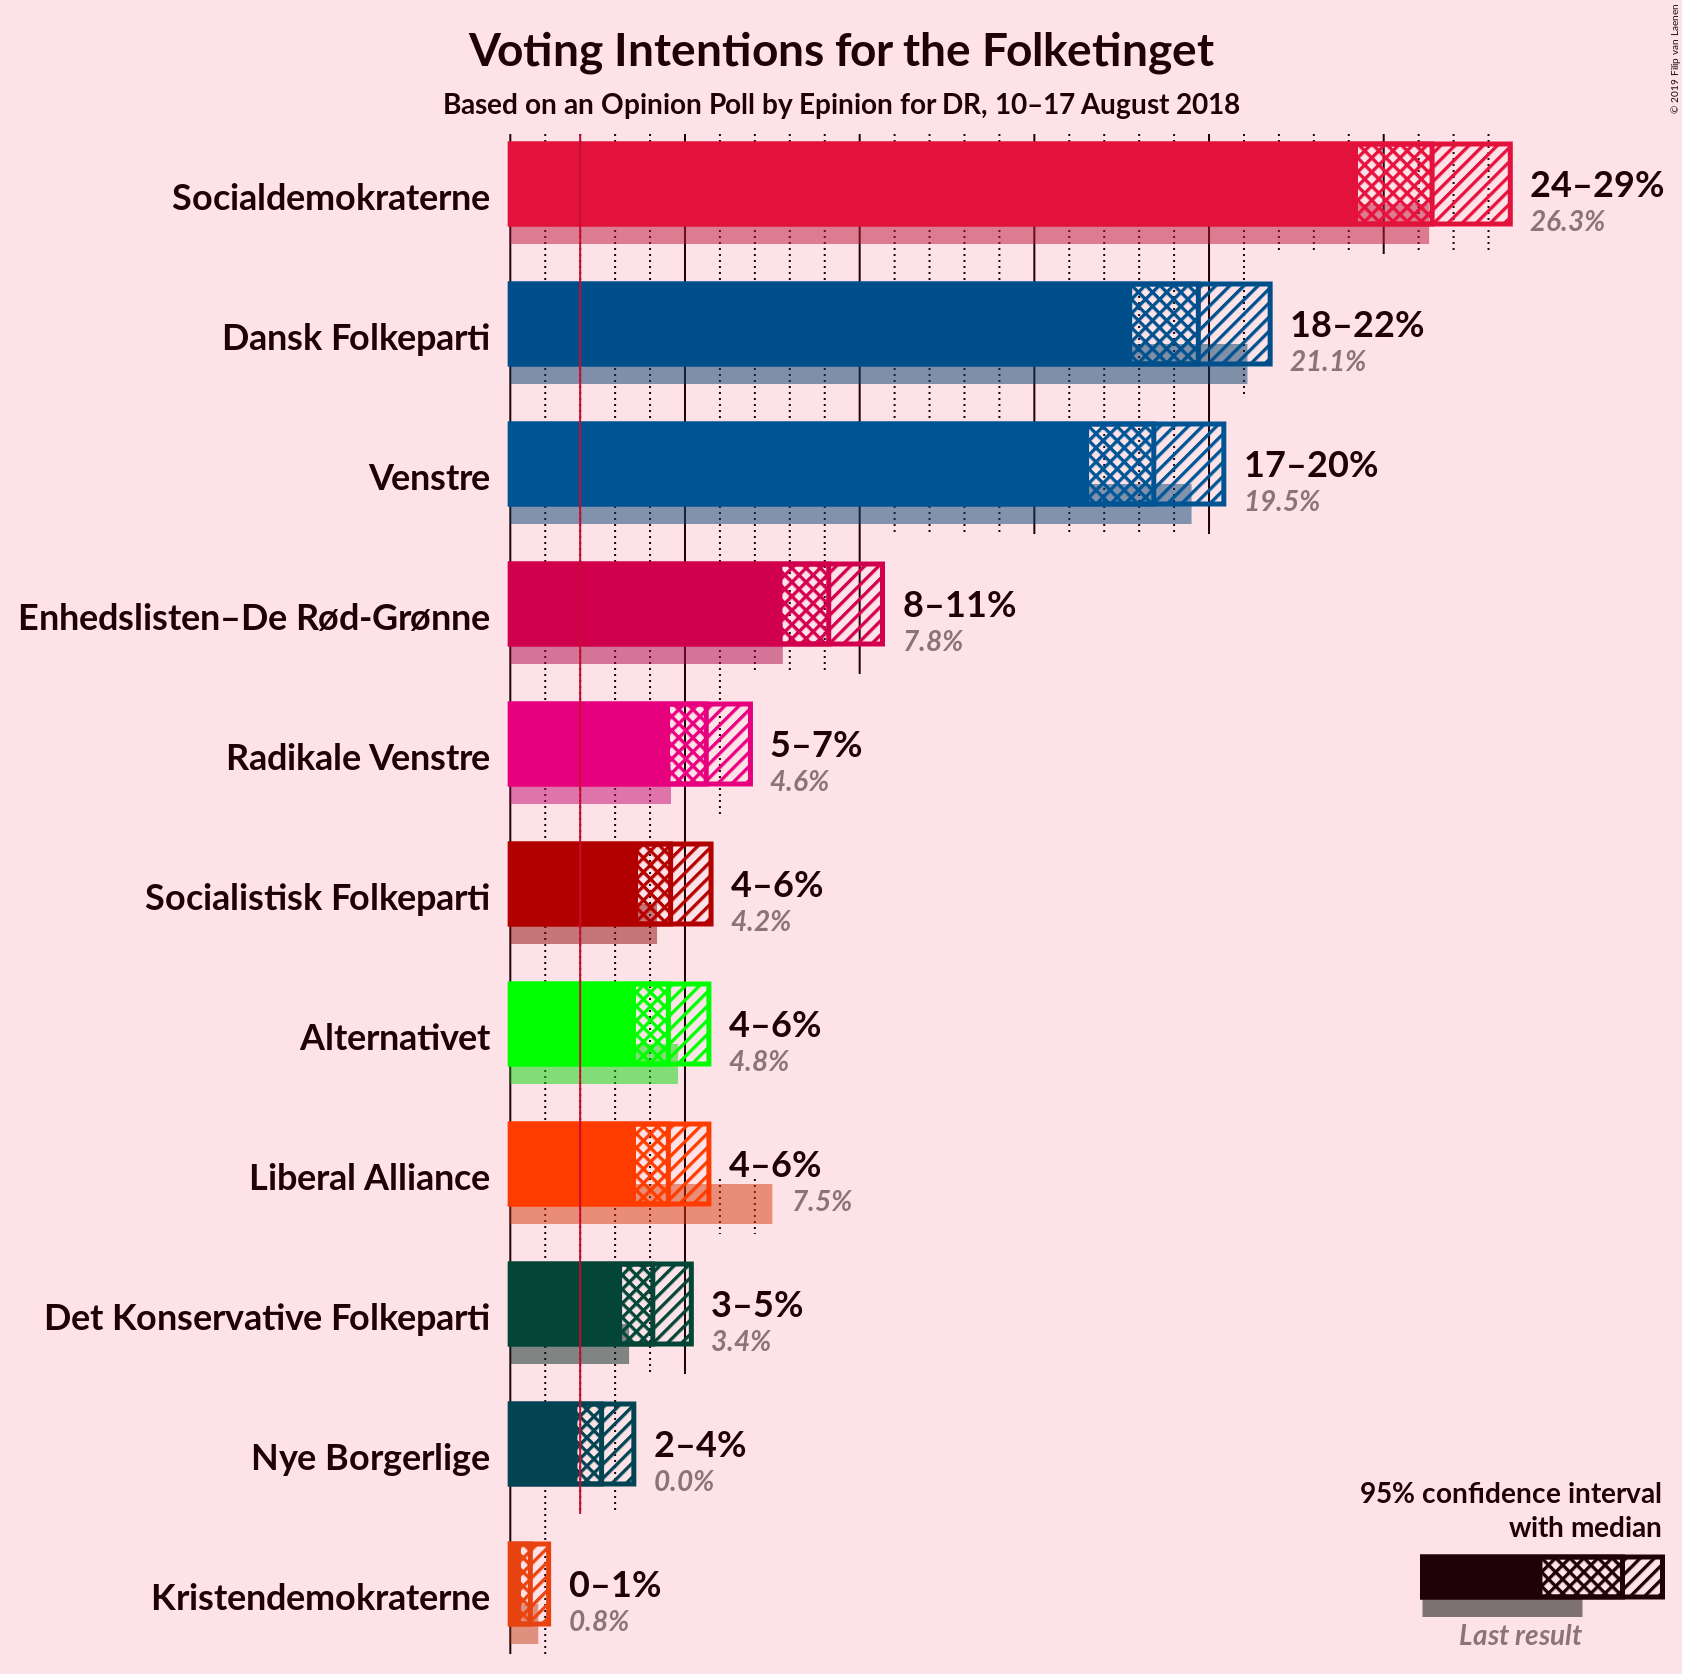 Voting Intentions for the Folketinget
Based on an Opinion Poll by Epinion for DR, 10–17 August 2018
© 2019 Filip van Laenen
Socialdemokraterne
24–29%
26.3%
Dansk Folkeparti
18–22%
21.1%
Venstre
17–20%
19.5%
Enhedslisten–De Rød-Grønne
8–11%
7.8%
Radikale Venstre
5–7%
4.6%
Socialistisk Folkeparti
4–6%
4.2%
Alternativet
4–6%
4.8%
Liberal Alliance
4–6%
7.5%
Det Konservative Folkeparti
3–5%
3.4%
Nye Borgerlige
2–4%
0.0%
Kristendemokraterne
0–1%
0.8%
95% confidence interval
with median
Last result